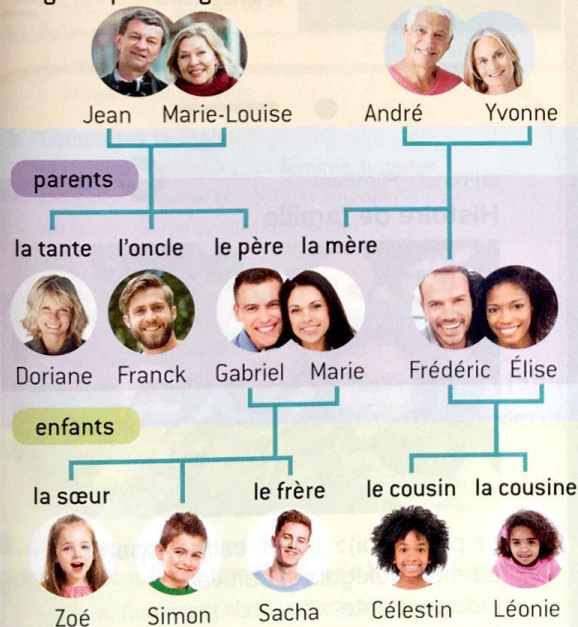 Jean Marie-Louise André Yvonne
parents
la tante l'oncle le père la mère
Doriane Franck Gabriel Marie Frédéric Élise
enfants
la sœur le frère le cousin la cousine
Zoé Simon Sacha Célestin Léonie